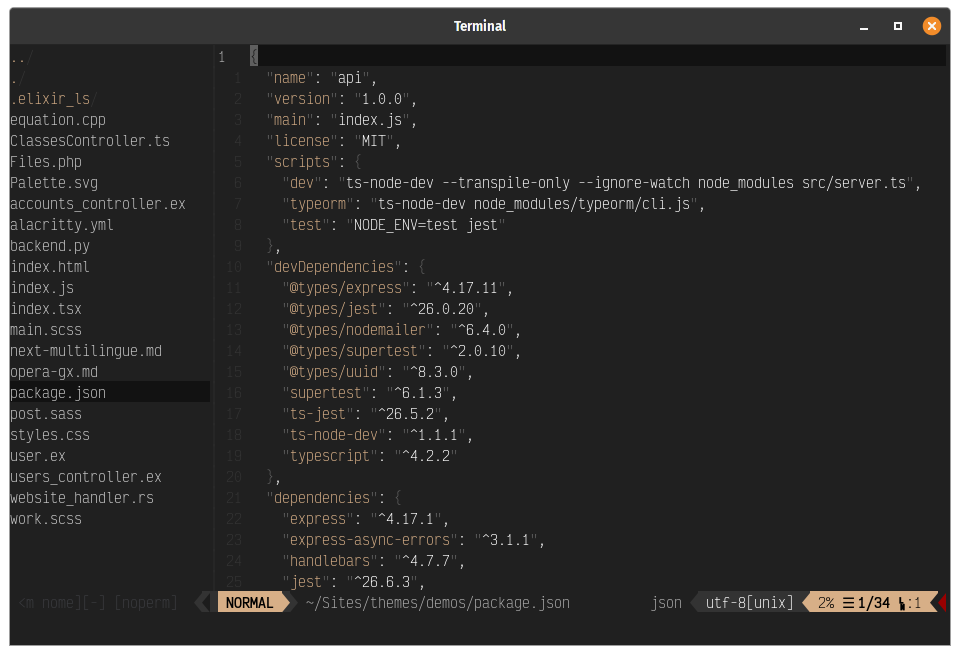 Terminal
../
./
.elixir_ls/
equation.cpp
ClassesController.ts
Files.php
Palette.svg
accounts_controller.ex
alacritty.yml
backend.py
index.html
index.js
index.tsx
main.scss
next-multilingue.md
opera-gx.md
package.json
post.sass
styles.css
user.ex
users_controller.ex
website_handler.rs
work.scss
<m nome][-] [noperm]
1 {
1 "name": "api",
2 "version": "1.0.0",
3 "main": "index.js",
4 "license": "MIT",
5 "scripts": {
6 "dev": "ts-node-dev --transpile-only --ignore-watch node_modules src/server.ts",
7 "typeorm": "ts-node-dev node_modules/typeorm/cli.js",
8 "test": "NODE_ENV=test jest"
9 },
10 "devDependencies": {
11 "@types/express": "^4.17.11",
12 "@types/jest": "^26.0.20",
13 "@types/nodemailer": "^6.4.0",
14 "@types/supertest": "^2.0.10",
15 "@types/uuid": "^8.3.0",
16 "supertest": "^6.1.3",
17 "ts-jest": "^26.5.2",
18 "ts-node-dev": "^1.1.1",
19 "typescript": "^4.2.2"
20 },
21 "dependencies": {
22 "express": "^4.17.1",
23 "express-async-errors": "^3.1.1",
24 "handlebars": "^4.7.7",
25 "jest": "^26.6.3",
NORMAL ~/Sites/themes/demos/package.json json utf-8[unix] 2% ☰ 1/34 :1